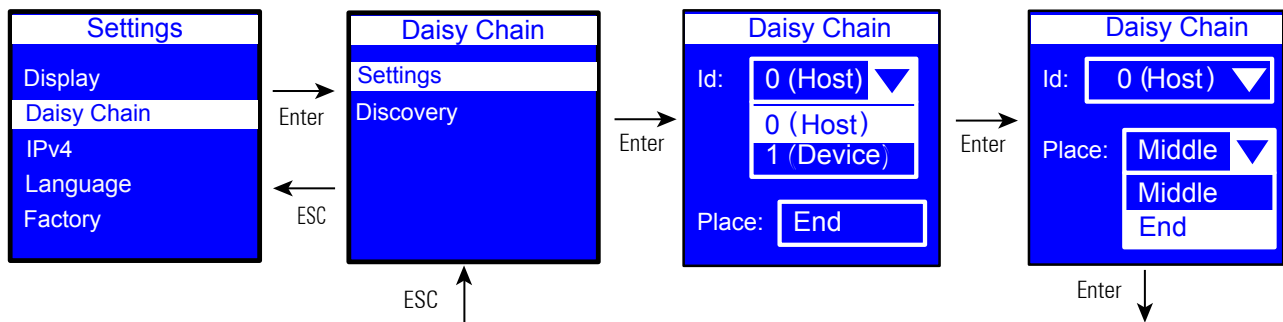 Settings
Display
Daisy Chain
IPv4
Language
Factory
Enter
ESC
Daisy Chain
Settings
Discovery
ESC
Enter
Daisy Chain
Id: 0 (Host)
0 (Host)
1 (Device)
Place: End
Enter
Daisy Chain
Id: 0 (Host)
Place: Middle
Middle
End
Enter